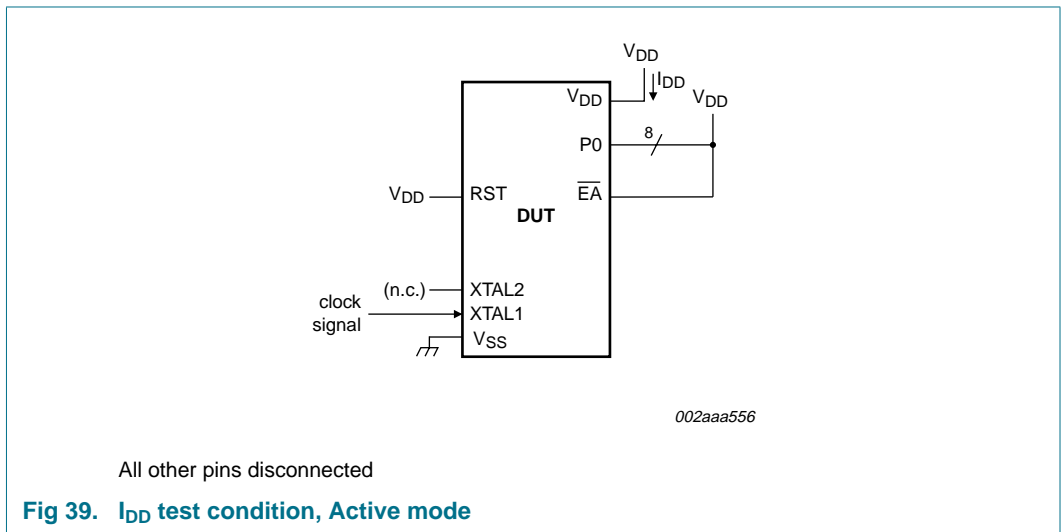 VDD
IDD
VDD
VDD
8
P0
VDD
RST
EA
DUT
(n.c.)
XTAL2
clock
signal
XTAL1
VSS
002aaa556
All other pins disconnected
Fig 39. IDD test condition, Active mode